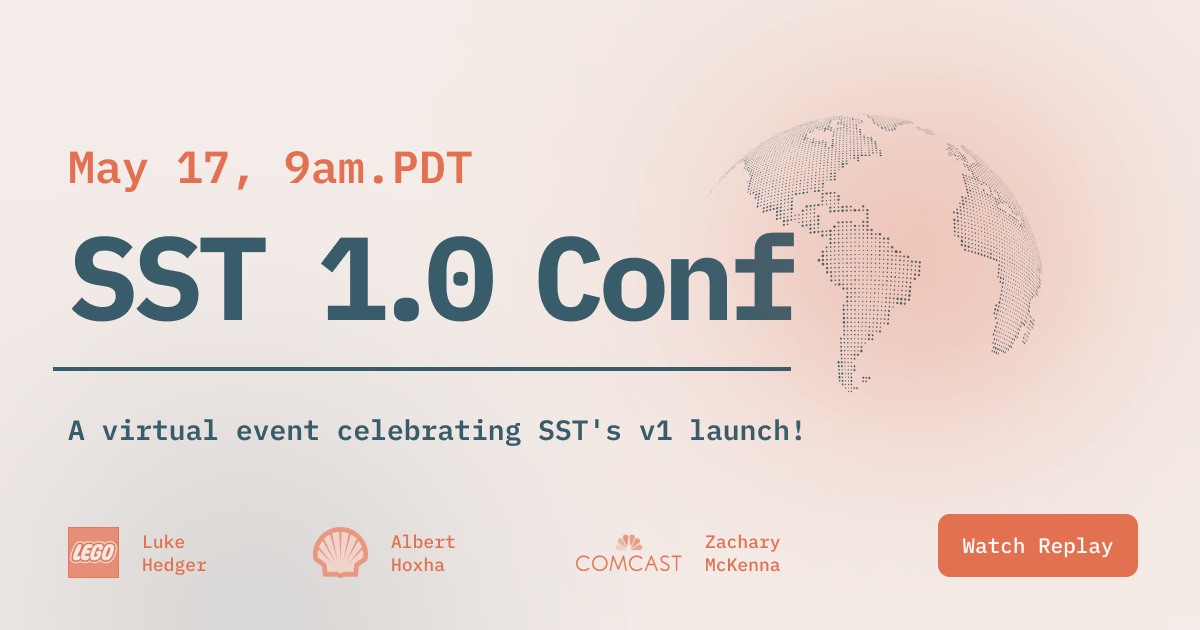 May 17, 9am.PDT
SST 1.0 Conf
A virtual event celebrating SST's v1 launch!
LEGO
Luke
Hedger
Albert
Hoxha
COMCAST
Zachary
McKenna
Watch Replay